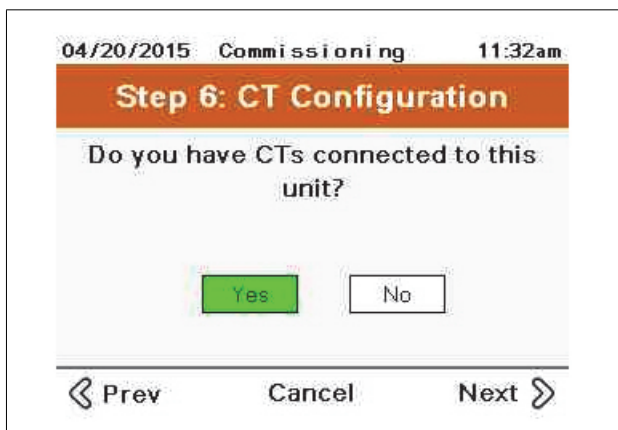 04/20/2015 Commissioning 11:32am
Step 6: CT Configuration
Do you have CTs connected to this
unit?
Yes No
Prev Cancel Next